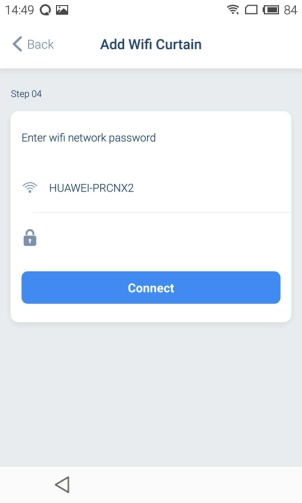 14:49 84
Back Add Wifi Curtain
Step 04
Enter wifi network password
HUAWEI-PRCNX2
Connect